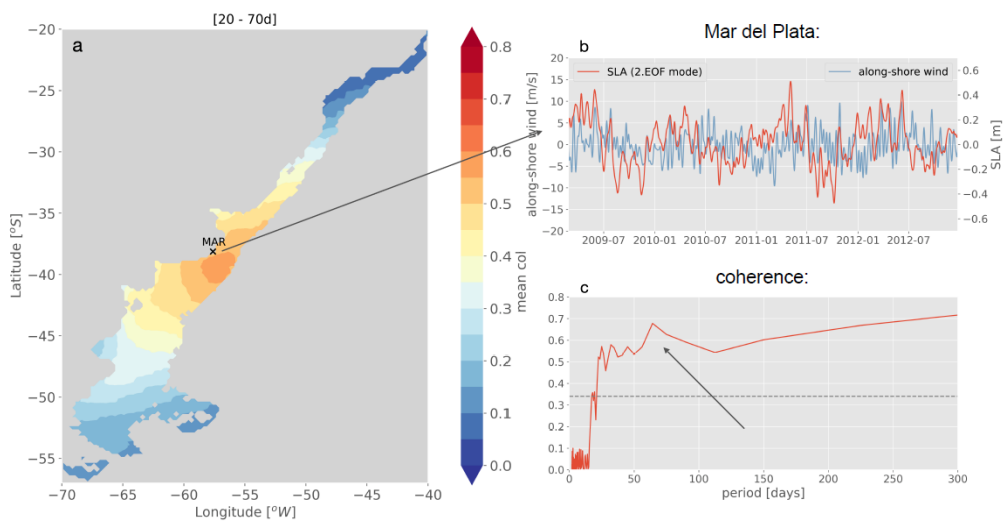 [20 - 70d]
a
MAR
−20
−25
−30
−35
−40
−45
−50
−55
Latitude [°S]
−70 −65 −60 −55 −50 −45 −40
Longitude [°W]
0.8
0.7
0.6
0.5
0.4
0.3
0.2
0.1
0.0
mean col
Mar del Plata:
b
SLA (2.EOF mode)
along-shore wind
20
15
10
5
0
−5
−10
−15
−20
along-shore wind [m/s]
0.6
0.4
0.2
0.0
−0.2
−0.4
−0.6
SLA [m]
2009-07 2010-01 2010-07 2011-01 2011-07 2012-01 2012-07
coherence:
c
0.8
0.7
0.6
0.5
0.4
0.3
0.2
0.1
0.0
0 50 100 150 200 250 300
period [days]